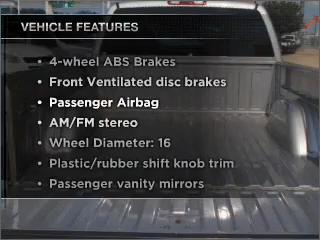 VEHICLE FEATURES
• 4-wheel ABS Brakes
• Front Ventilated disc brakes
• Passenger Airbag
• AM/FM stereo
• Wheel Diameter: 16
• Plastic/rubber shift knob trim
• Passenger vanity mirrors